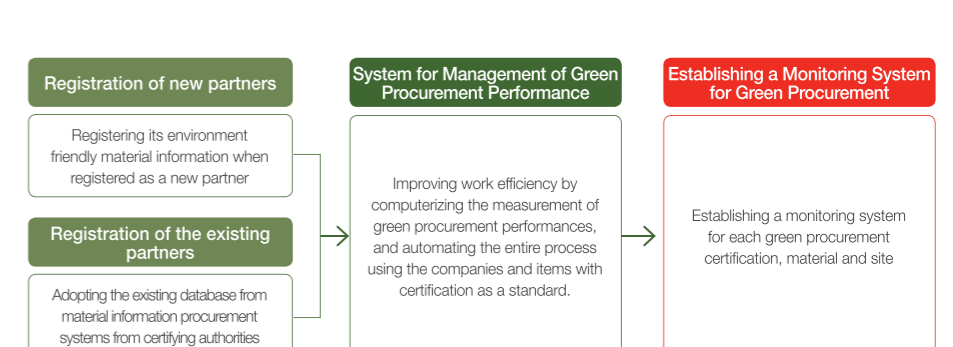 Registration of new partners
Registering its environment
friendly material information when
registered as a new partner
Registration of the existing
partners
Adopting the existing database from
material information procurement
systems from certifying authorities
System for Management of Green
Procurement Performance
Improving work efficiency by
computerizing the measurement of
green procurement performances,
and automating the entire process
using the companies and items with
certification as a standard.
Establishing a Monitoring System
for Green Procurement
Establishing a monitoring system
for each green procurement
certification, material and site